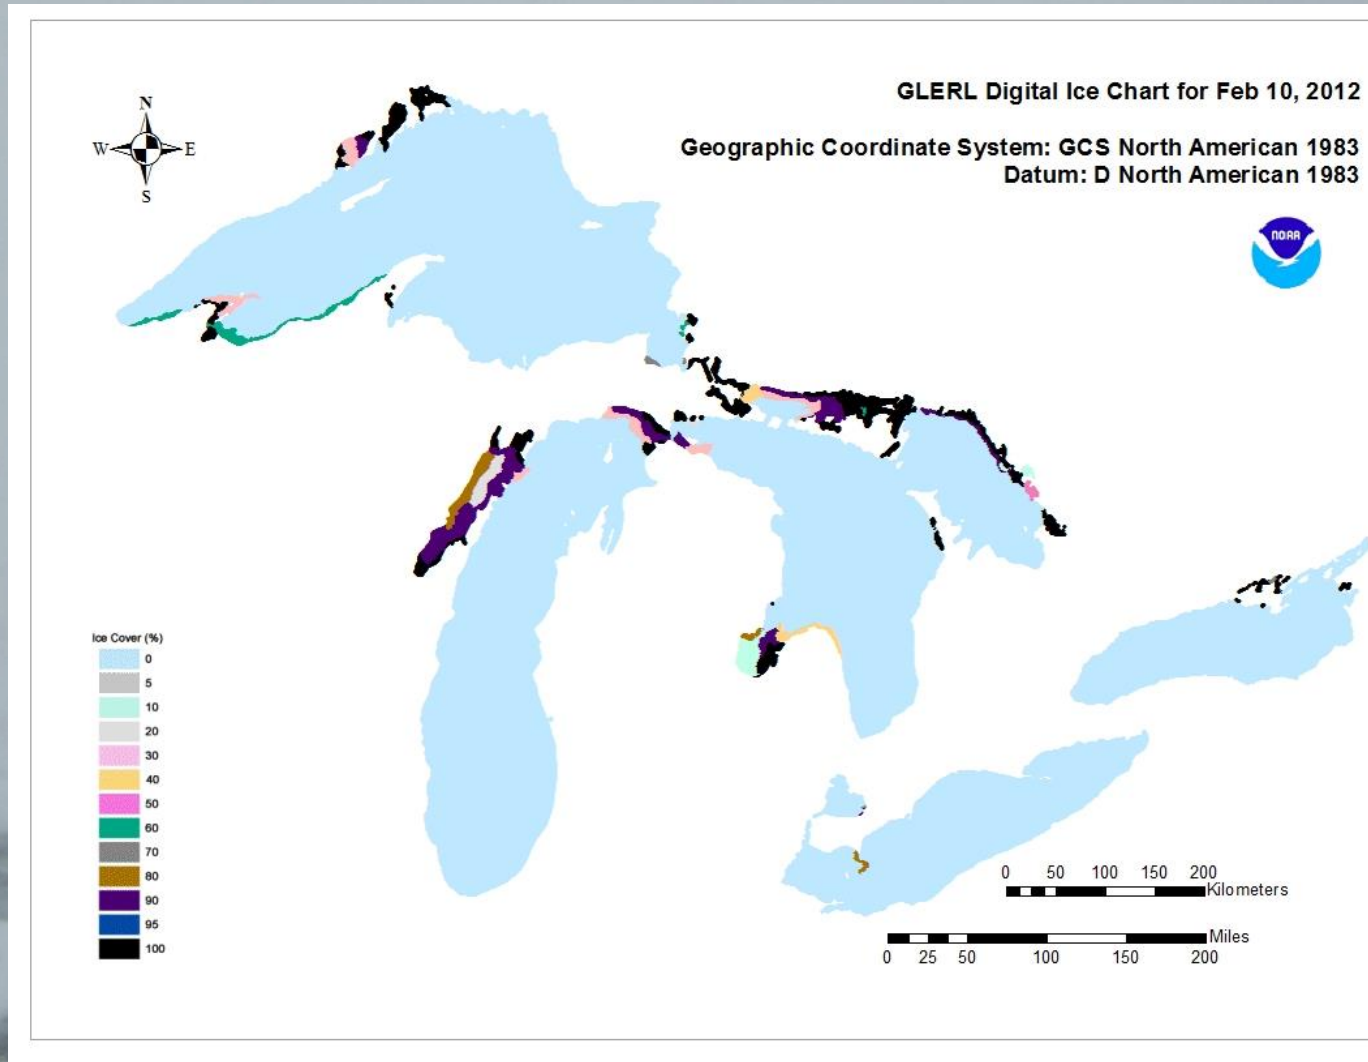 GLERL Digital Ice Chart for Feb 10, 2012
Geographic Coordinate System: GCS North American 1983
Datum: D North American 1983
N
W E
S
NOAA
Ice Cover (%)
0
5
10
20
30
40
50
60
70
80
90
95
100
0 50 100 150 200
Kilometers
Miles
0 25 50 100 150 200